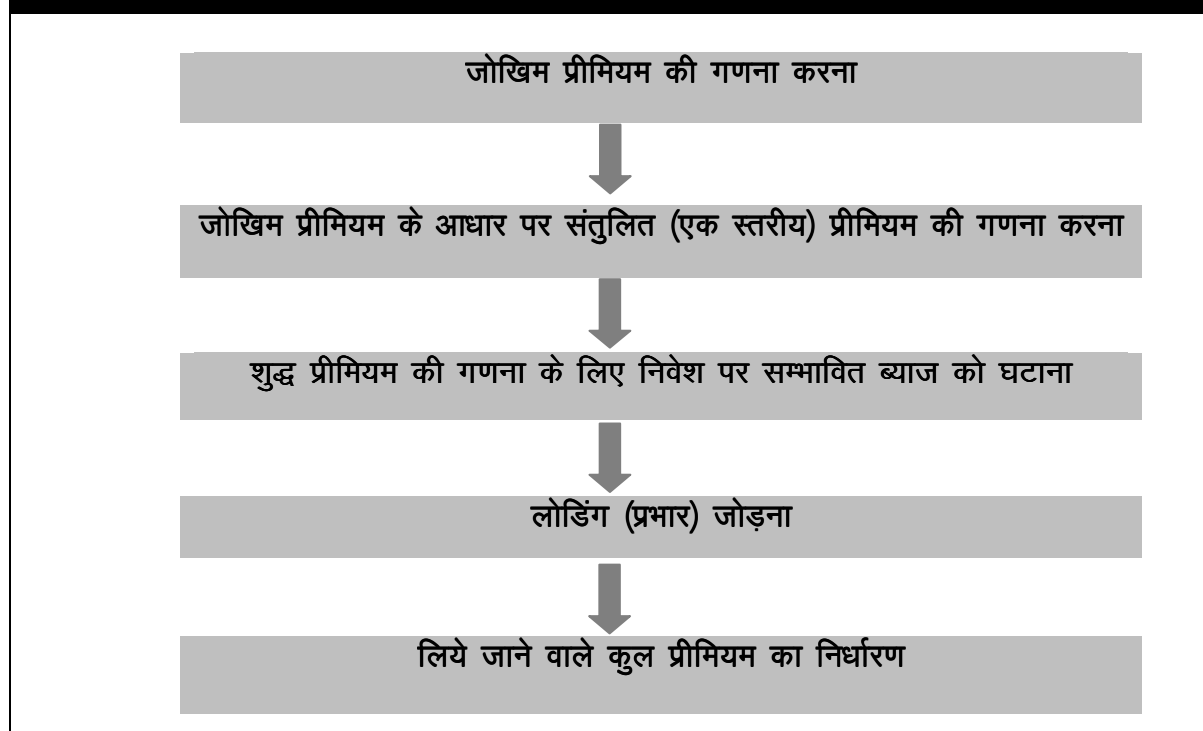 जोखिम प्रीमियम की गणना करना
जोखिम प्रीमियम के आधार पर संतुलित (एक स्तरीय) प्रीमियम की गणना करना
शुद्ध प्रीमियम की गणना के लिए निवेश पर सम्भावित ब्याज को घटाना
लोडिंग (प्रभार) जोड़ना
लिये जाने वाले कुल प्रीमियम का निर्धारण